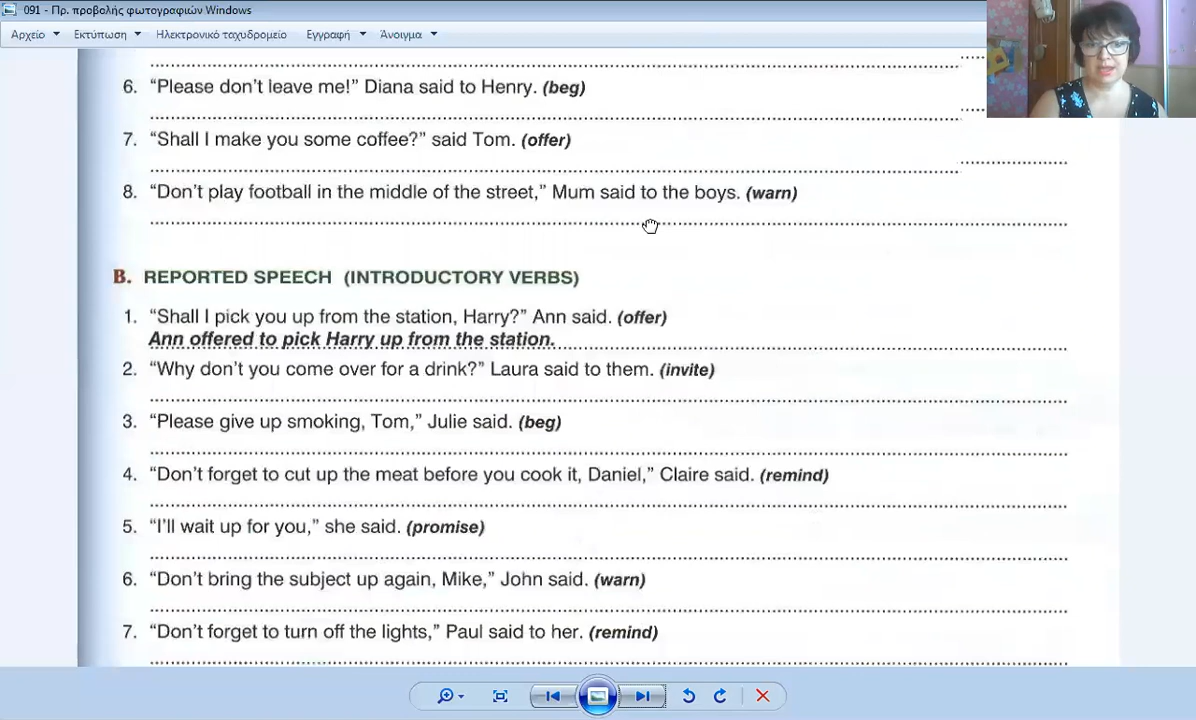 091 - Πρ. προβολής φωτογραφιών Windows
Αρχείο Εκτύπωση Ηλεκτρονικό ταχυδρομείο Εγγραφή Άνοιγμα
6. “Please don’t leave me!” Diana said to Henry. (beg)
7. “Shall I make you some coffee?” said Tom. (offer)
8. “Don’t play football in the middle of the street,” Mum said to the boys. (warn)
B. REPORTED SPEECH (INTRODUCTORY VERBS)
1. “Shall I pick you up from the station, Harry?” Ann said. (offer)
Ann offered to pick Harry up from the station.
2. “Why don’t you come over for a drink?” Laura said to them. (invite)
3. “Please give up smoking, Tom,” Julie said. (beg)
4. “Don’t forget to cut up the meat before you cook it, Daniel,” Claire said. (remind)
5. “I’ll wait up for you,” she said. (promise)
6. “Don’t bring the subject up again, Mike,” John said. (warn)
7. “Don’t forget to turn off the lights,” Paul said to her. (remind)